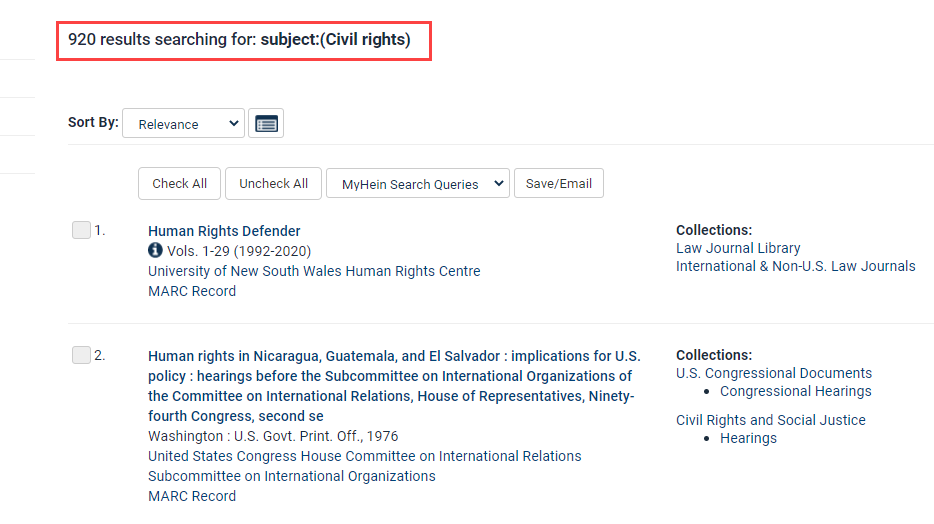 920 results searching for: subject:(Civil rights)
Sort By: Relevance
Check All Uncheck All MyHein Search Queries Save/Email
1. Human Rights Defender
Vols. 1-29 (1992-2020)
University of New South Wales Human Rights Centre
MARC Record
Collections:
Law Journal Library
International & Non-U.S. Law Journals
2. Human rights in Nicaragua, Guatemala, and El Salvador : implications for U.S.
policy : hearings before the Subcommittee on International Organizations of
the Committee on International Relations, House of Representatives, Ninety-
fourth Congress, second se
Washington : U.S. Govt. Print. Off., 1976
United States Congress House Committee on International Relations
Subcommittee on International Organizations
MARC Record
Collections:
U.S. Congressional Documents
• Congressional Hearings
Civil Rights and Social Justice
• Hearings